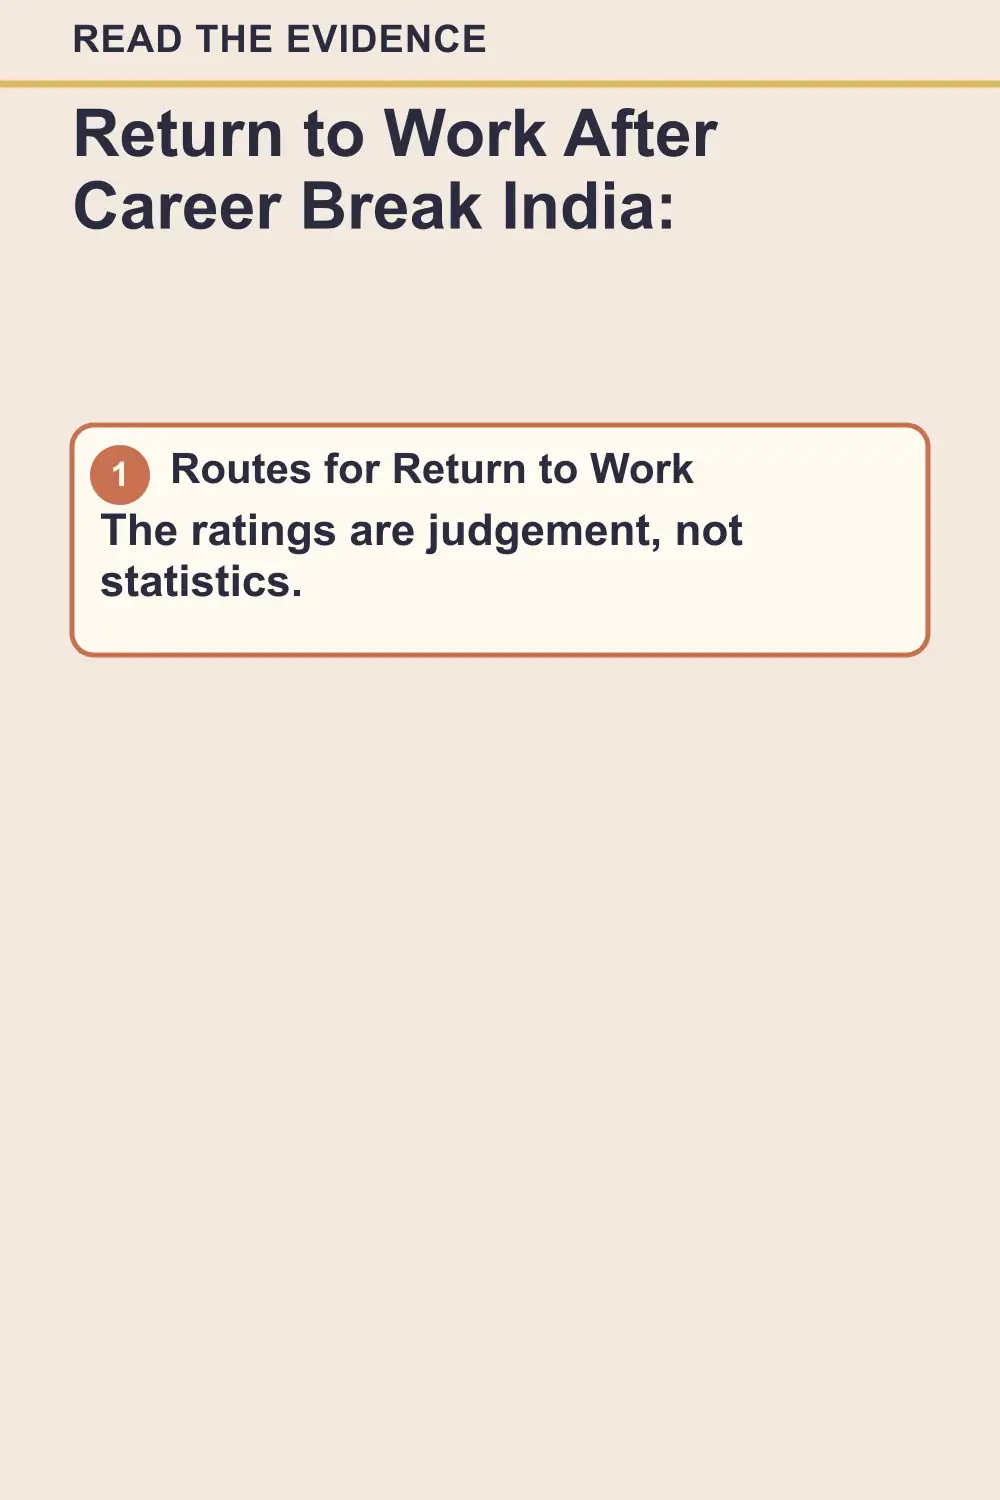 READ THE EVIDENCE
Return to Work After
Career Break India:
1 Routes for Return to Work
The ratings are judgement, not
statistics.